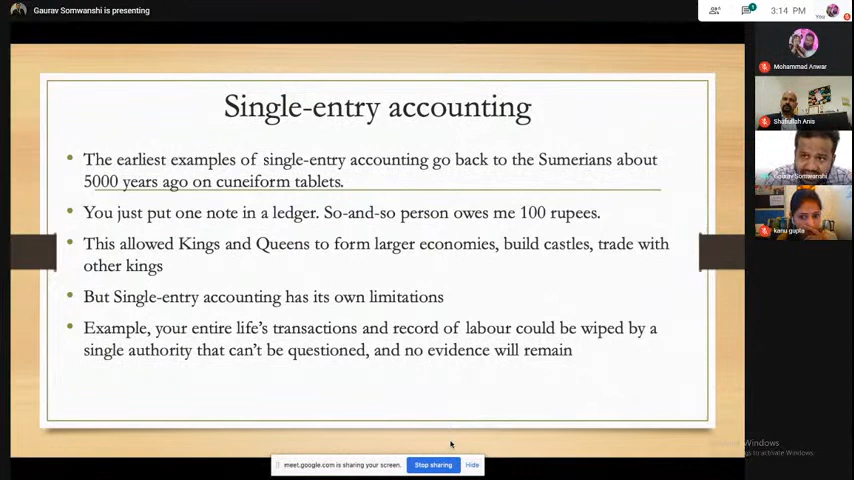 Gaurav Somwanshi is presenting
3:14 PM
You
Single-entry accounting
The earliest examples of single-entry accounting go back to the Sumerians about
5000 years ago on cuneiform tablets.
You just put one note in a ledger. So-and-so person owes me 100 rupees.
This allowed Kings and Queens to form larger economies, build castles, trade with
other kings
But Single-entry accounting has its own limitations
Example, your entire life's transactions and record of labour could be wiped by a
single authority that can't be questioned, and no evidence will remain
Mohammad Anwar
Shafiullah Anis
Gaurav Somwanshi
kanu gupta
Windows
to activate Windows.
meet.google.com is sharing your screen.
Stop sharing
Hide